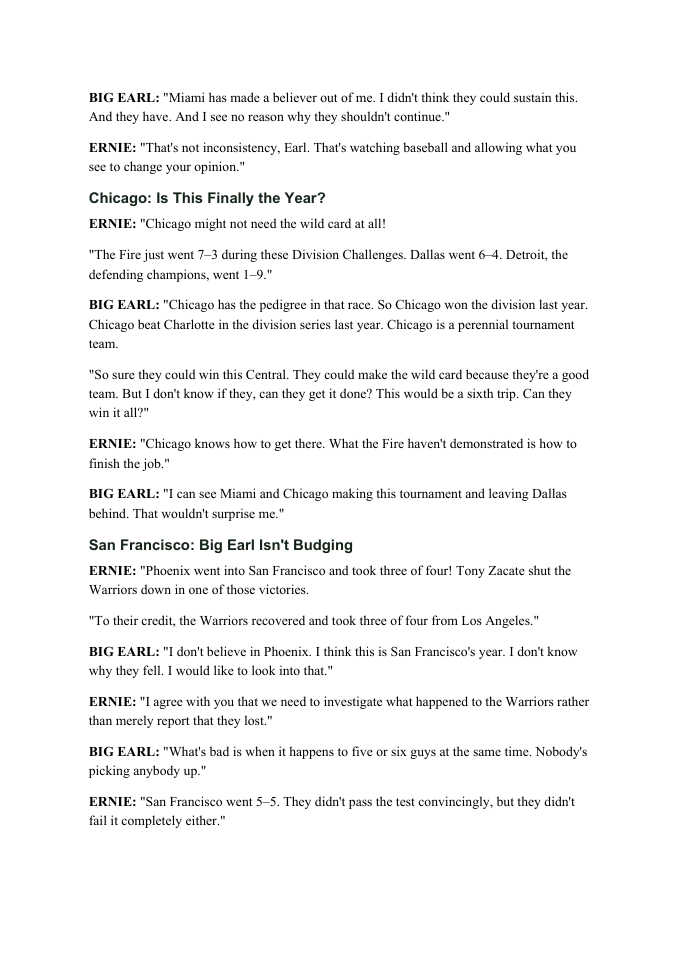 BIG EARL: "Miami has made a believer out of me. I didn't think they could sustain this.
And they have. And I see no reason why they shouldn't continue."
ERNIE: "That's not inconsistency, Earl. That's watching baseball and allowing what you
see to change your opinion."
Chicago: Is This Finally the Year?
ERNIE: "Chicago might not need the wild card at all!
"The Fire just went 7–3 during these Division Challenges. Dallas went 6–4. Detroit, the
defending champions, went 1–9."
BIG EARL: "Chicago has the pedigree in that race. So Chicago won the division last year.
Chicago beat Charlotte in the division series last year. Chicago is a perennial tournament
team.
"So sure they could win this Central. They could make the wild card because they're a good
team. But I don't know if they, can they get it done? This would be a sixth trip. Can they
win it all?"
ERNIE: "Chicago knows how to get there. What the Fire haven't demonstrated is how to
finish the job."
BIG EARL: "I can see Miami and Chicago making this tournament and leaving Dallas
behind. That wouldn't surprise me."
San Francisco: Big Earl Isn't Budging
ERNIE: "Phoenix went into San Francisco and took three of four! Tony Zacate shut the
Warriors down in one of those victories.
"To their credit, the Warriors recovered and took three of four from Los Angeles."
BIG EARL: "I don't believe in Phoenix. I think this is San Francisco's year. I don't know
why they fell. I would like to look into that."
ERNIE: "I agree with you that we need to investigate what happened to the Warriors rather
than merely report that they lost."
BIG EARL: "What's bad is when it happens to five or six guys at the same time. Nobody's
picking anybody up."
ERNIE: "San Francisco went 5–5. They didn't pass the test convincingly, but they didn't
fail it completely either."